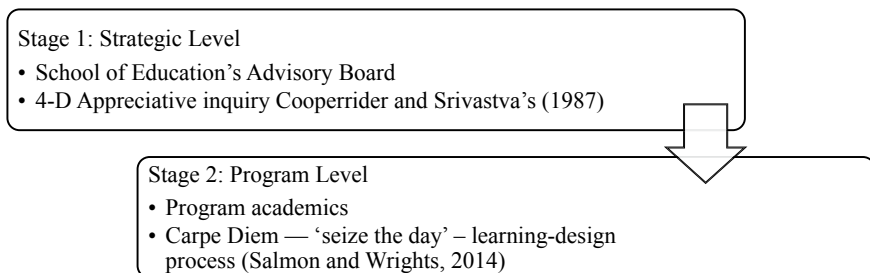 Stage 1: Strategic Level
• School of Education’s Advisory Board
• 4-D Appreciative inquiry Cooperrider and Srivastva’s (1987)
Stage 2: Program Level
• Program academics
• Carpe Diem — ‘seize the day’ – learning-design
process (Salmon and Wrights, 2014)